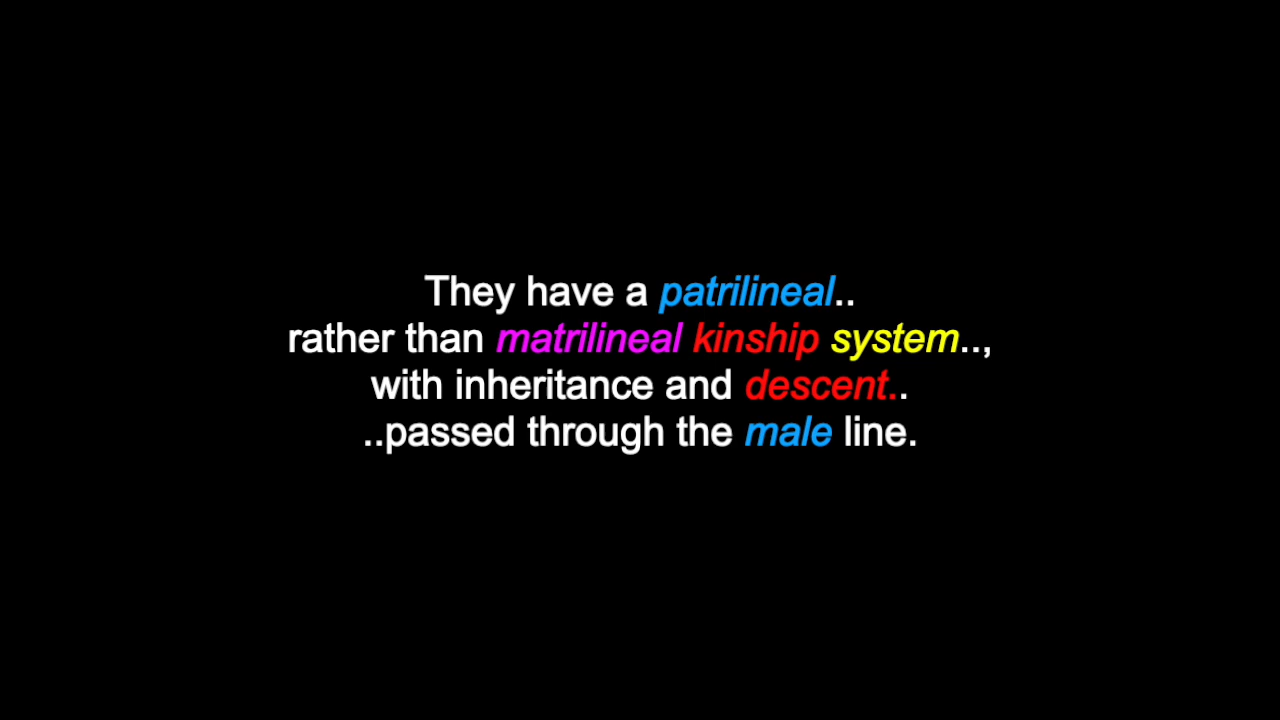 They have a patrilineal..
rather than matrilineal kinship system..,
with inheritance and descent..
..passed through the male line.